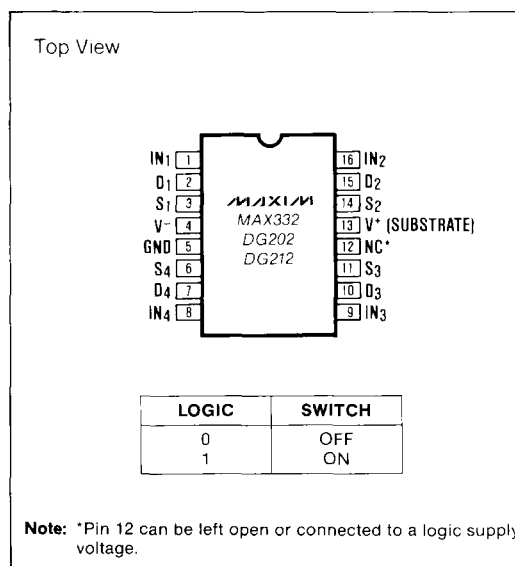 Top View
IN1 1 16 IN2
D1 2 15 D2
S1 3 MAXIM 14 S2
V- 4 MAX332 13 V+ (SUBSTRATE)
GND 5 DG202 12 NC*
S4 6 DG212 11 S3
D4 7 10 D3
IN4 8 9 IN3
LOGIC SWITCH
0 OFF
1 ON
Note: *Pin 12 can be left open or connected to a logic supply
voltage.